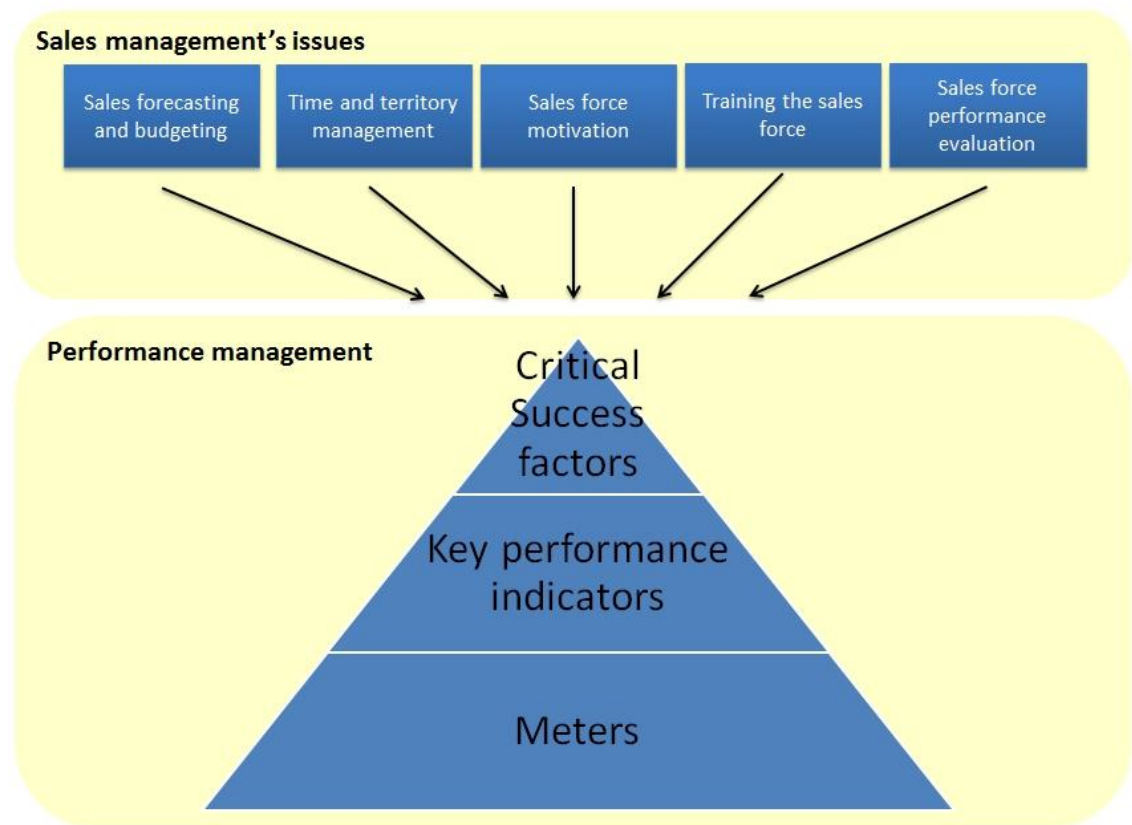 Sales management’s issues
Sales forecasting
and budgeting
Time and territory
management
Sales force
motivation
Training the sales
force
Sales force
performance
evaluation
Performance management
Critical
Success
factors
Key performance
indicators
Meters